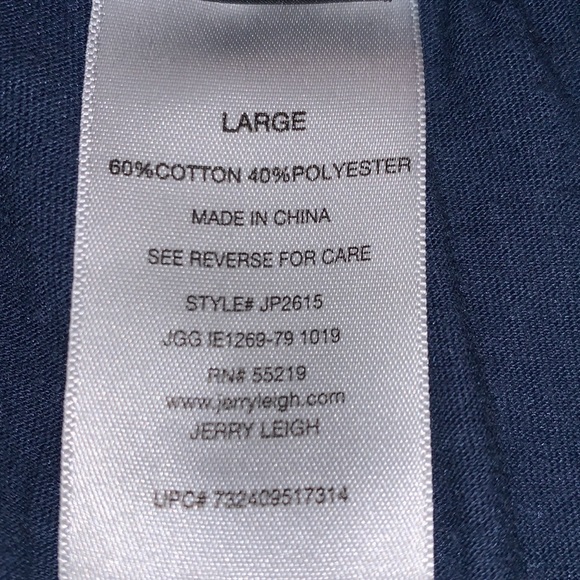 LARGE
60%COTTON 40%POLYESTER
MADE IN CHINA
SEE REVERSE FOR CARE
STYLE# JP2615
JGG IE1269-79 1019
RN# 55219
www.jerryleigh.com
JERRY LEIGH
UPC# 732409517314